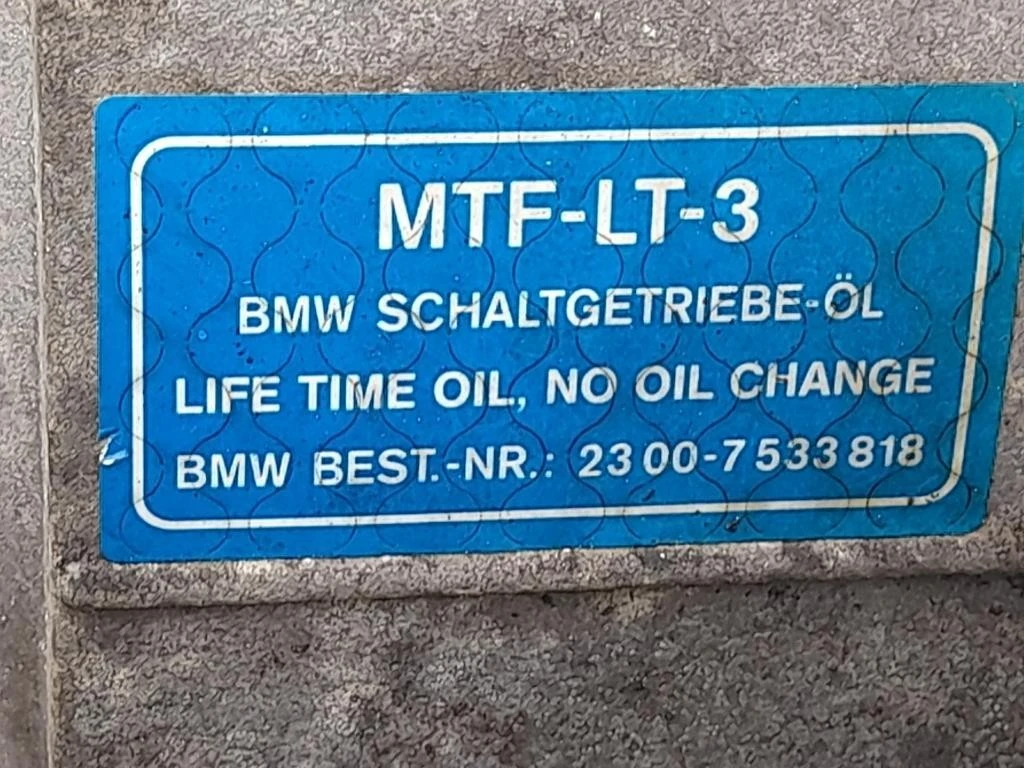 MTF-LT-3
BMW SCHALTGETRIEBE-ÖL
LIFE TIME OIL, NO OIL CHANGE
BMW BEST.-NR.: 23 00-7 533 818